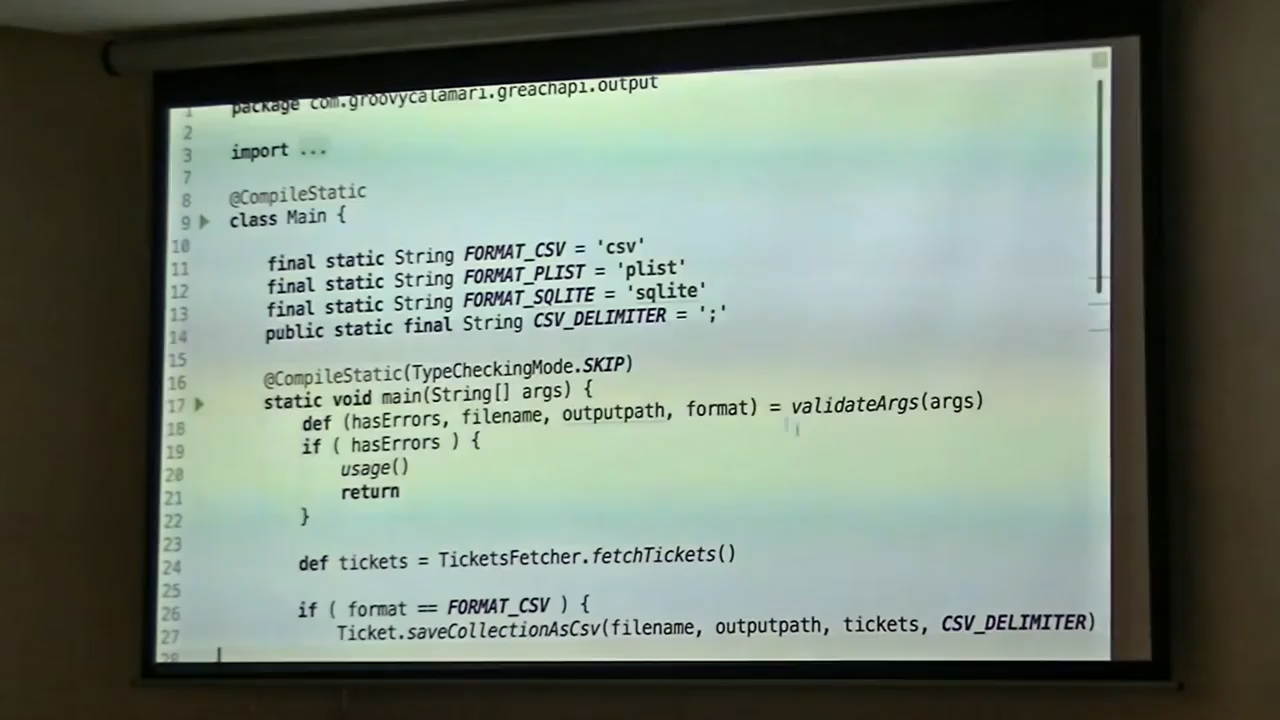 1 package com.groovycalamari.greachapi.output
2
3 import ...
7
8 @CompileStatic
9 class Main {
10
11 final static String FORMAT_CSV = 'csv'
12 final static String FORMAT_PLIST = 'plist'
13 final static String FORMAT_SQLITE = 'sqlite'
14 public static final String CSV_DELIMITER = ';'
15
16 @CompileStatic(TypeCheckingMode.SKIP)
17 static void main(String[] args) {
18 def (hasErrors, filename, outputpath, format) = validateArgs(args)
19 if ( hasErrors ) {
20 usage()
21 return
22 }
23
24 def tickets = TicketsFetcher.fetchTickets()
25
26 if ( format == FORMAT_CSV ) {
27 Ticket.saveCollectionAsCsv(filename, outputpath, tickets, CSV_DELIMITER)
28